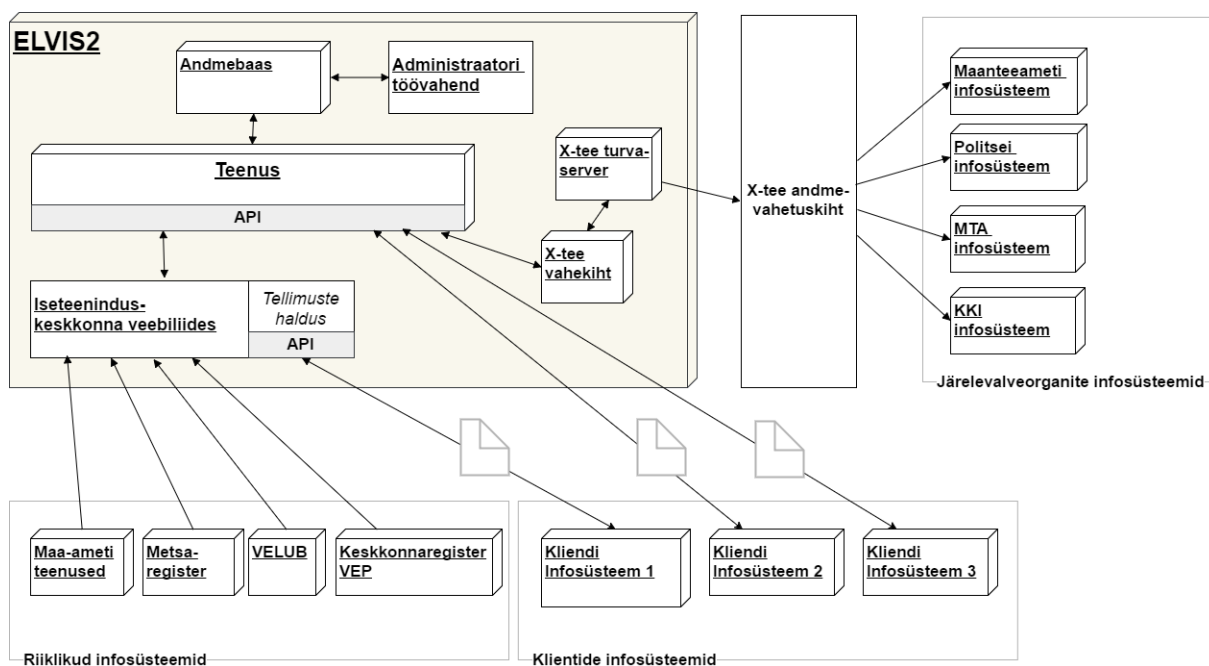 ELVIS2
Andmebaas
Administraatori
töövahend
Teenus
API
X-tee turva-
server
X-tee
vahekiht
Iseteenindus-
keskkonna veebiliides
Tellimuste
haldus
API
X-tee andme-
vahetuskiht
Maanteeameti
infosüsteem
Politsei
infosüsteem
MTA
infosüsteem
KKI
infosüsteem
Järelevalveorganite infosüsteemid
Maa-ameti
teenused
Metsa-
register
VELUB
Keskkonnaregister
VEP
Riiklikud infosüsteemid
Kliendi
Infosüsteem 1
Kliendi
Infosüsteem 2
Kliendi
Infosüsteem 3
Klientide infosüsteemid